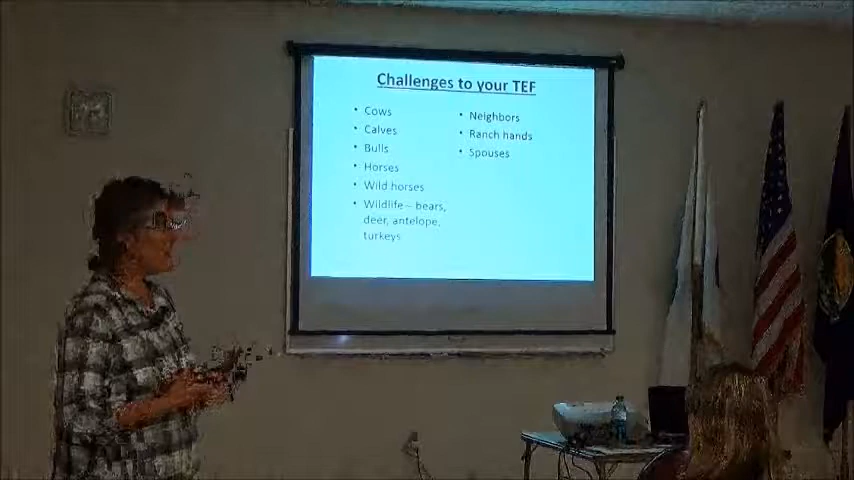 Challenges to your TEF
• Cows
• Calves
• Bulls
• Horses
• Wild horses
• Wildlife – bears,
deer, antelope,
turkeys
• Neighbors
• Ranch hands
• Spouses